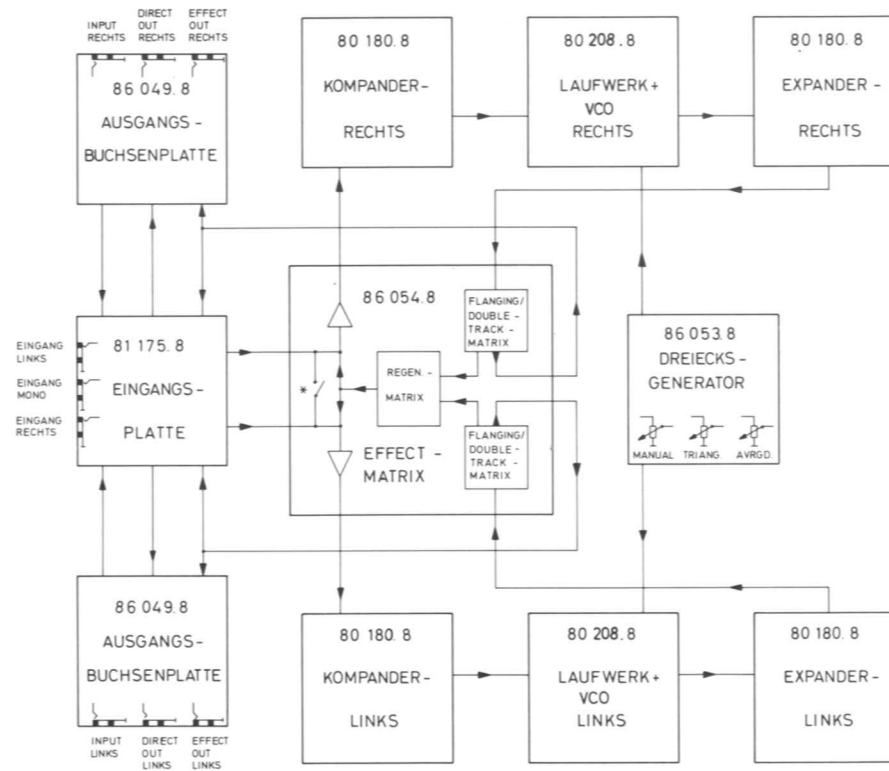 INPUT
RECHTS
DIRECT
OUT
RECHTS
EFFECT
OUT
RECHTS
86 049. 8
AUSGANGS -
BUCHSENPLATTE
80 180. 8
KOMPANDER -
RECHTS
80 208. 8
LAUFWERK +
VCO
RECHTS
80 180. 8
EXPANDER -
RECHTS
EINGANG
LINKS
EINGANG
MONO
EINGANG
RECHTS
81 175. 8
EINGANGS -
PLATTE
86 054. 8
*
FLANGING/
DOUBLE -
TRACK -
MATRIX
REGEN. -
MATRIX
FLANGING/
DOUBLE -
TRACK -
MATRIX
EFFECT -
MATRIX
86 053. 8
DREIECKS -
GENERATOR
MANUAL TRIANG. AVRGD.
86 049. 8
AUSGANGS -
BUCHSENPLATTE
INPUT
LINKS
DIRECT
OUT
LINKS
EFFECT
OUT
LINKS
80 180. 8
KOMPANDER -
LINKS
80 208. 8
LAUFWERK +
VCO
LINKS
80 180. 8
EXPANDER -
LINKS